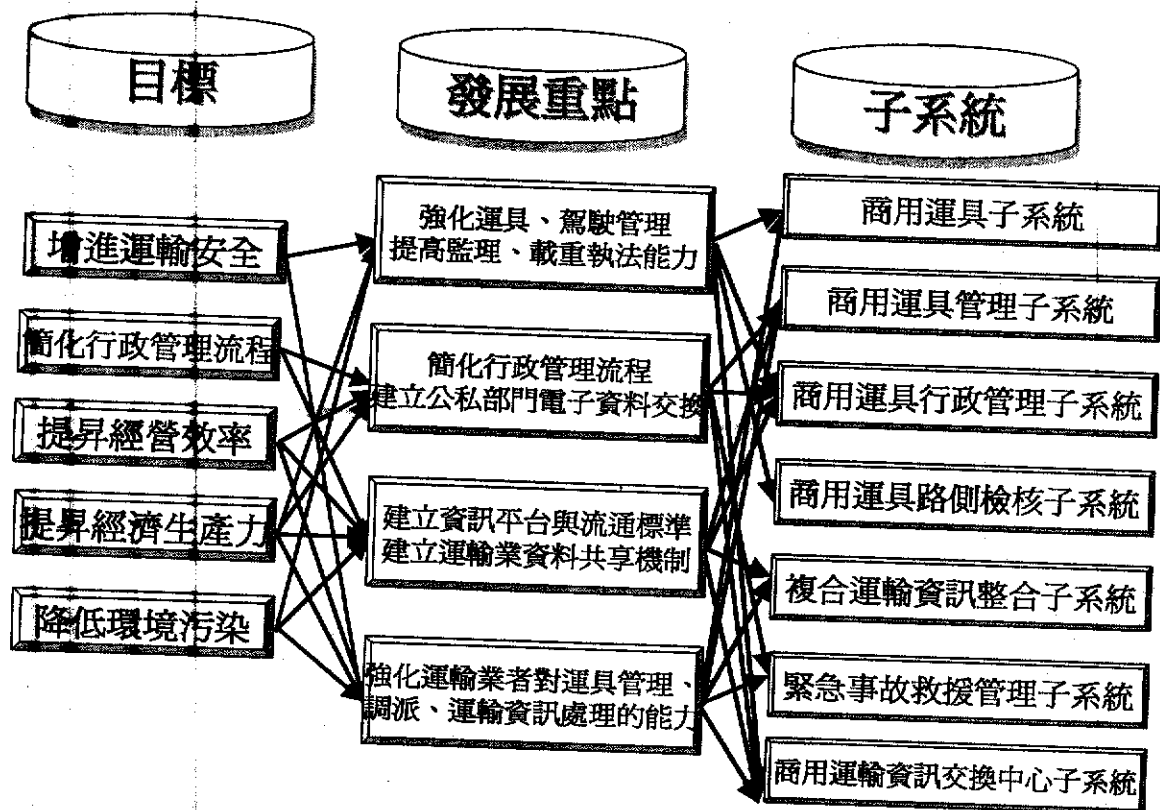 目標
發展重點
子系統
增進運輸安全
簡化行政管理流程
提昇經營效率
提昇經濟生產力
降低環境污染
強化運具、駕駛管理
提高監理、載重執法能力
簡化行政管理流程
建立公私部門電子資料交換
建立資訊平台與流通標準
建立運輸業資料共享機制
強化運輸業者對運具管理、
調派、運輸資訊處理的能力
商用運具子系統
商用運具管理子系統
商用運具行政管理子系統
商用運具路側檢核子系統
複合運輸資訊整合子系統
緊急事故救援管理子系統
商用運輸資訊交換中心子系統